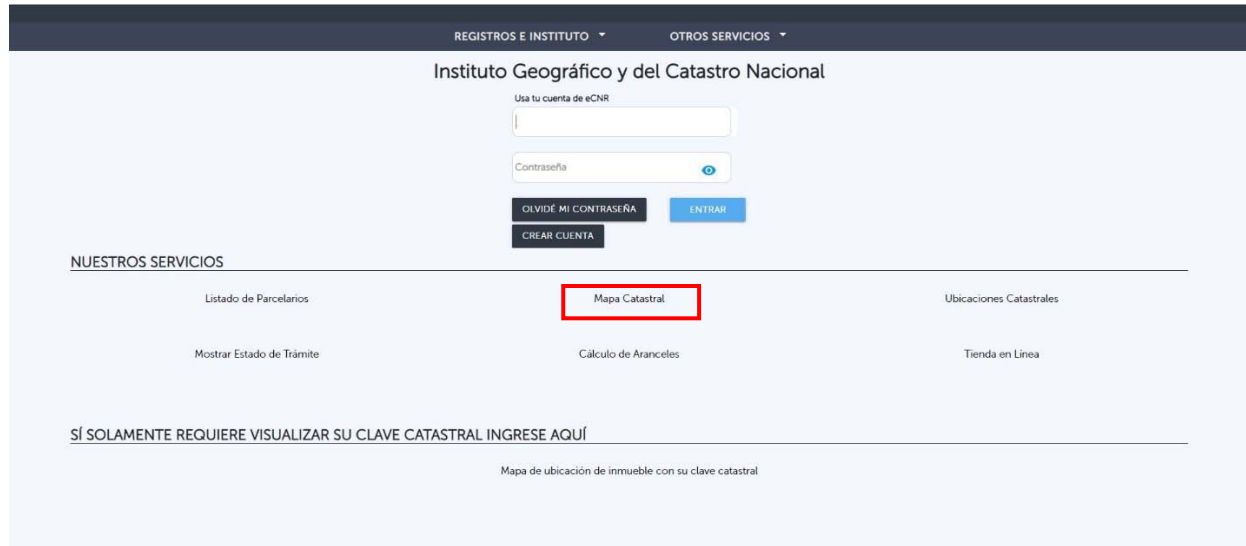 REGISTROS E INSTITUTO OTROS SERVICIOS
Instituto Geográfico y del Catastro Nacional
Usa tu cuenta de eCNR
Contraseña
OLVIDÉ MI CONTRASEÑA ENTRAR
CREAR CUENTA
NUESTROS SERVICIOS
Listado de Parcelarios Mapa Catastral Ubicaciones Catastrales
Mostrar Estado de Trámite Cálculo de Aranceles Tienda en Línea
SÍ SOLAMENTE REQUIERE VISUALIZAR SU CLAVE CATASTRAL INGRESE AQUÍ
Mapa de ubicación de inmueble con su clave catastral